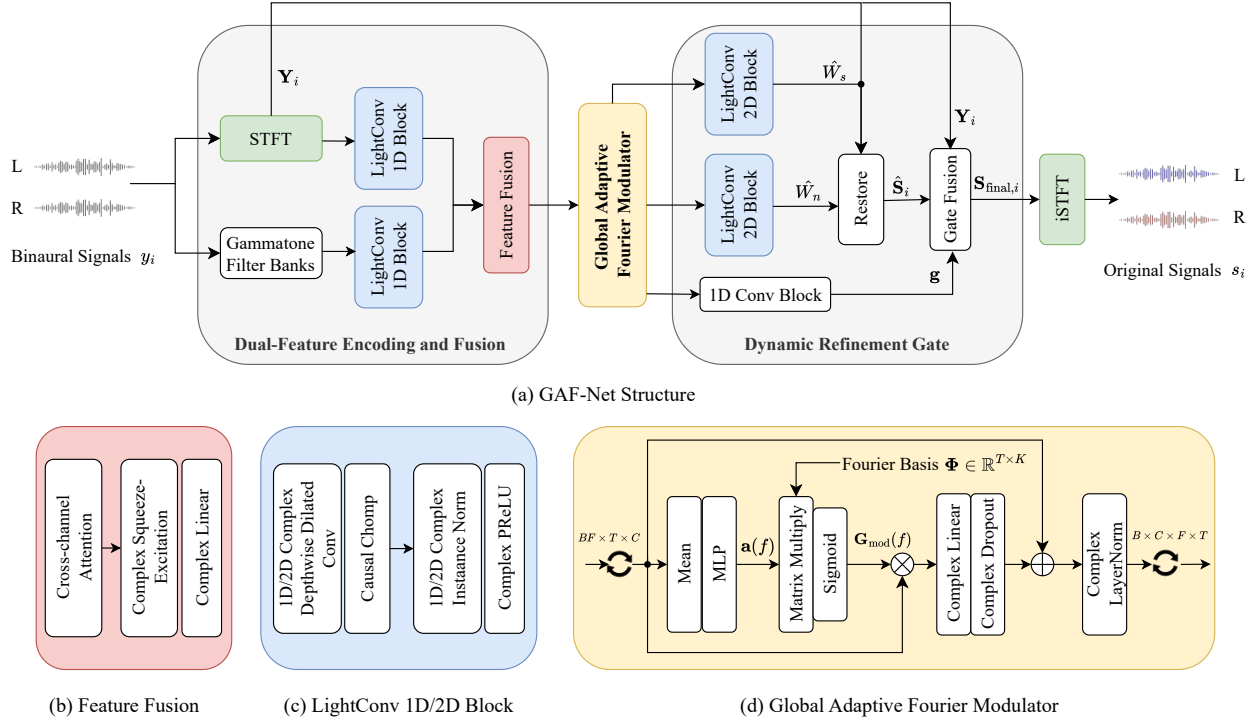 Y_i
STFT
LightConv
1D Block
L
R
Binaural Signals y_i
Gammatone
Filter Banks
LightConv
1D Block
Feature Fusion
Dual-Feature Encoding and Fusion
Global Adaptive
Fourier Modulator
LightConv
2D Block
Ŵ_s
LightConv
2D Block
Ŵ_n
Restore
Ŝ_i
Y_i
Gate Fusion
g
1D Conv Block
Dynamic Refinement Gate
S_final,i
iSTFT
L
R
Original Signals s_i
(a) GAF-Net Structure
Cross-channel
Attention
Complex Squeeze-
Excitation
Complex Linear
(b) Feature Fusion
1D/2D Complex
Dephwise Dilated
Conv
Causal Chomp
1D/2D Complex
Instaance Norm
Complex PReLU
(c) LightConv 1D/2D Block
BF × T × C
Mean
MLP
a(f)
Fourier Basis Φ ∈ ℝ^{T×K}
Matrix Multiply
Sigmoid
G_mod(f)
Complex Linear
Complex Dropout
Complex
LayerNorm
B × C × F × T
(d) Global Adaptive Fourier Modulator